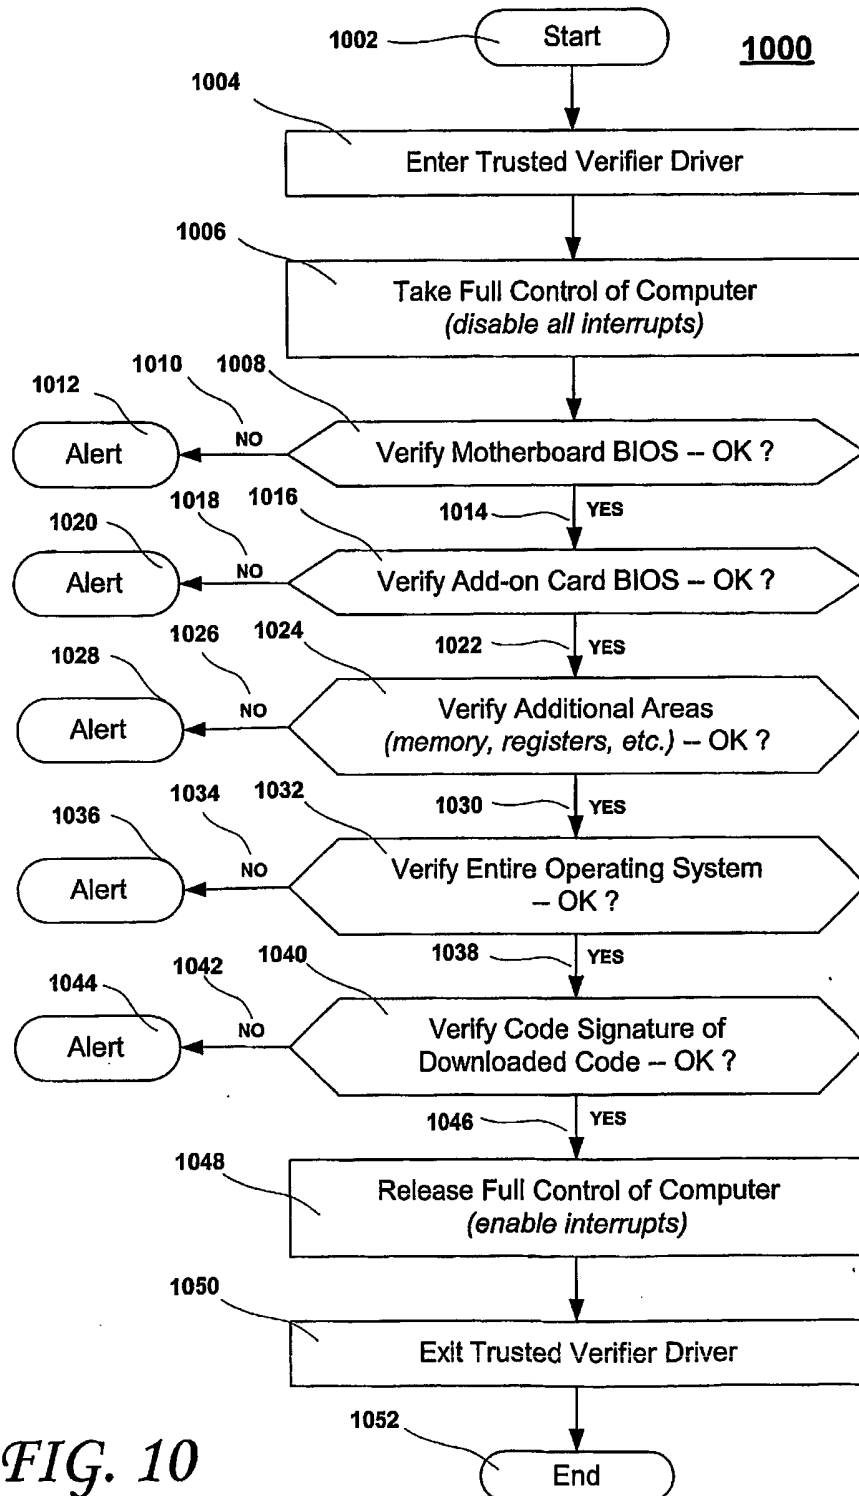 1002
Start
1000
1004
Enter Trusted Verifier Driver
1006
Take Full Control of Computer
(disable all interrupts)
1008
1010
1012
Alert
NO
Verify Motherboard BIOS -- OK ?
1014
YES
1016
1018
1020
Alert
NO
Verify Add-on Card BIOS -- OK ?
1022
YES
1024
1026
1028
Alert
NO
Verify Additional Areas
(memory, registers, etc.) -- OK ?
1030
YES
1032
1034
1036
Alert
NO
Verify Entire Operating System
-- OK ?
1038
YES
1040
1042
1044
Alert
NO
Verify Code Signature of
Downloaded Code -- OK ?
1046
YES
1048
Release Full Control of Computer
(enable interrupts)
1050
Exit Trusted Verifier Driver
1052
End
FIG. 10